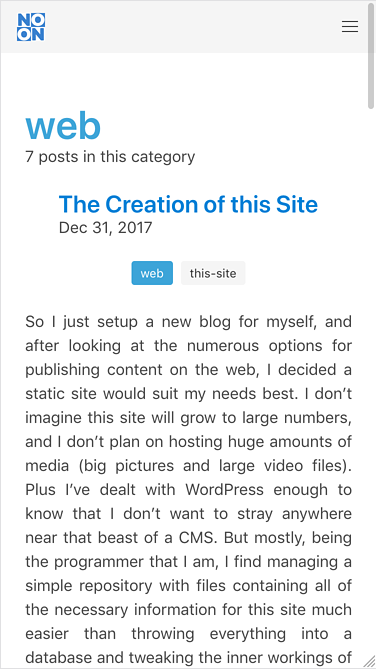 NO
ON
web
7 posts in this category
The Creation of this Site
Dec 31, 2017
web this-site
So I just setup a new blog for myself, and
after looking at the numerous options for
publishing content on the web, I decided a
static site would suit my needs best. I don’t
imagine this site will grow to large numbers,
and I don’t plan on hosting huge amounts of
media (big pictures and large video files).
Plus I’ve dealt with WordPress enough to
know that I don’t want to stray anywhere
near that beast of a CMS. But mostly, being
the programmer that I am, I find managing a
simple repository with files containing all of
the necessary information for this site much
easier than throwing everything into a
database and tweaking the inner workings of